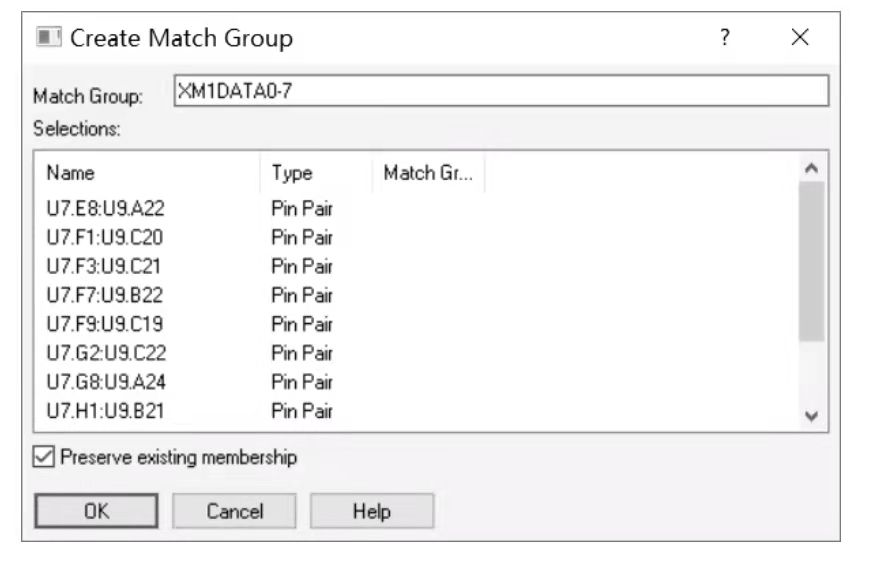 Create Match Group ?
Match Group: XM1DATA0-7
Selections:
Name Type Match Gr...
U7.E8:U9.A22 Pin Pair
U7.F1:U9.C20 Pin Pair
U7.F3:U9.C21 Pin Pair
U7.F7:U9.B22 Pin Pair
U7.F9:U9.C19 Pin Pair
U7.G2:U9.C22 Pin Pair
U7.G8:U9.A24 Pin Pair
U7.H1:U9.B21 Pin Pair
Preserve existing membership
OK Cancel Help